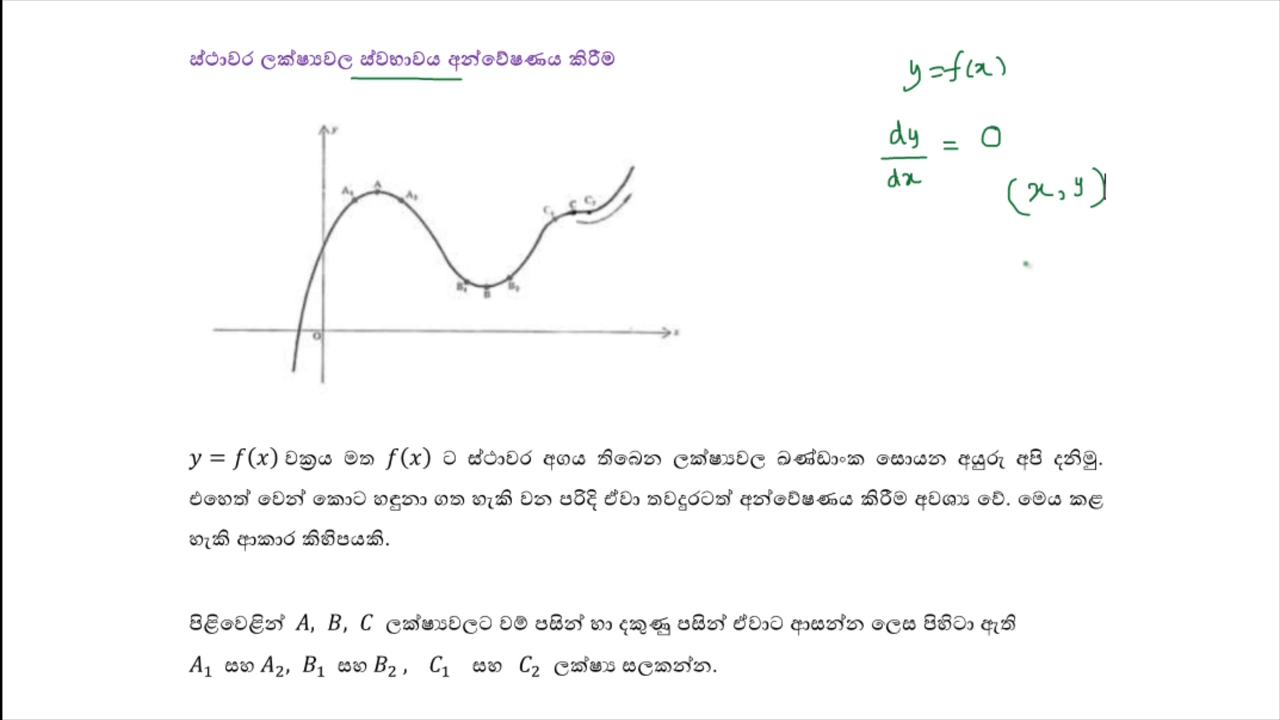 ස්ථාවර ලක්ෂ්‍යවල ස්වභාවය අන්වේෂණය කිරීම
y = f(x)
dy/dx = 0
(x, y)
y
A₁ A A₂
C₁ C C₂
B₁ B B₂
O x
y = f(x) වක්‍රය මත f(x) ට ස්ථාවර අගය තිබෙන ලක්ෂ්‍යවල ඛණ්ඩාංක සොයන අයුරු අපි දනිමු.
එහෙත් වෙන් කොට හඳුනා ගත හැකි වන පරිදි ඒවා තවදුරටත් අන්වේෂණය කිරීම අවශ්‍ය වේ. මෙය කළ
හැකි ආකාර කිහිපයකි.
පිළිවෙළින් A, B, C ලක්ෂ්‍යවලට වම් පසින් හා දකුණු පසින් ඒවාට ආසන්න ලෙස පිහිටා ඇති
A₁ සහ A₂, B₁ සහ B₂ , C₁ සහ C₂ ලක්ෂ්‍ය සලකන්න.